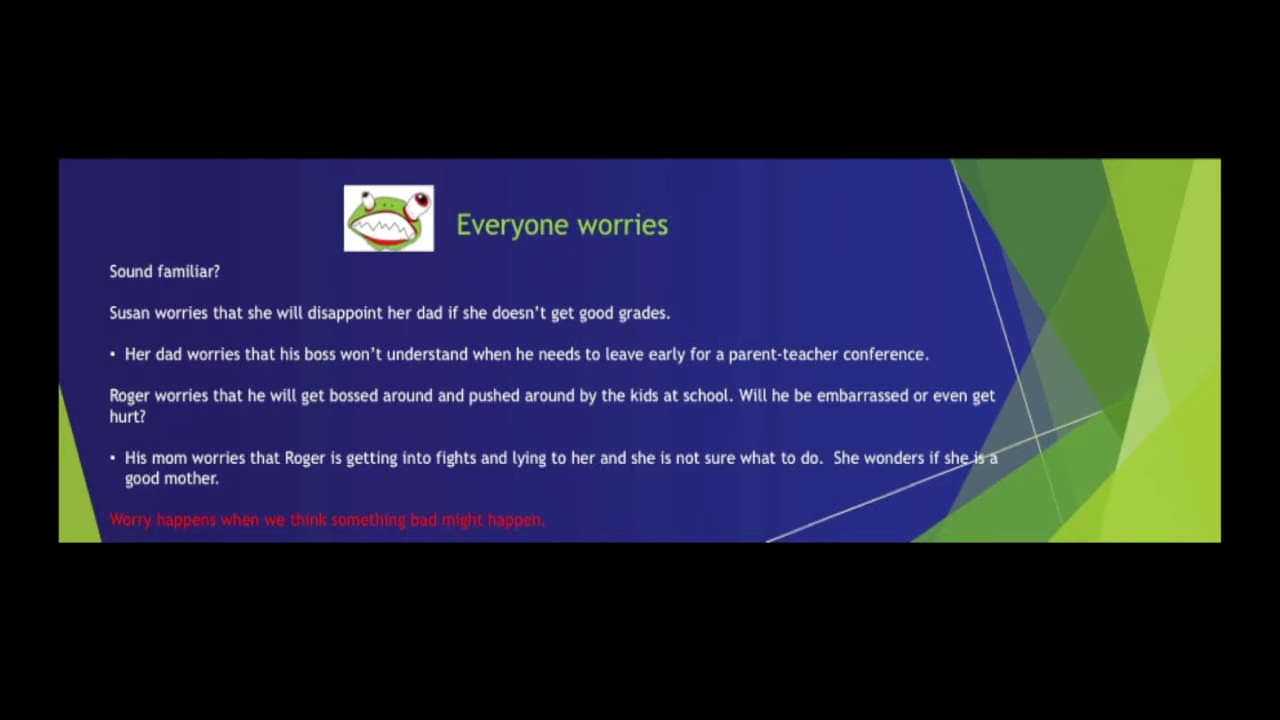 Everyone worries
Sound familiar?
Susan worries that she will disappoint her dad if she doesn't get good grades.
• Her dad worries that his boss won't understand when he needs to leave early for a parent-teacher conference.
Roger worries that he will get bossed around and pushed around by the kids at school. Will he be embarrassed or even get
hurt?
• His mom worries that Roger is getting into fights and lying to her and she is not sure what to do.  She wonders if she is a
good mother.
Worry happens when we think something bad might happen.